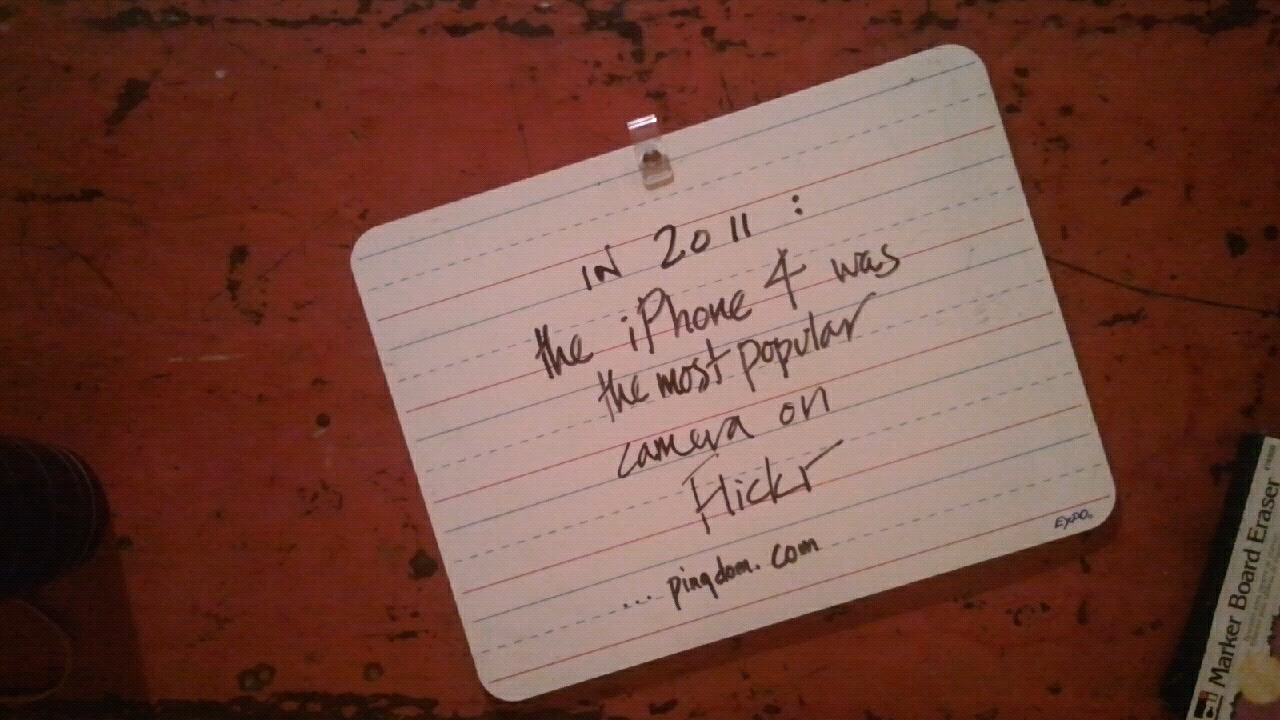 IN 2011 :
the iPhone 4 was
the most popular
camera on
Flickr
... pingdom.com
EXPO
Marker Board Eraser